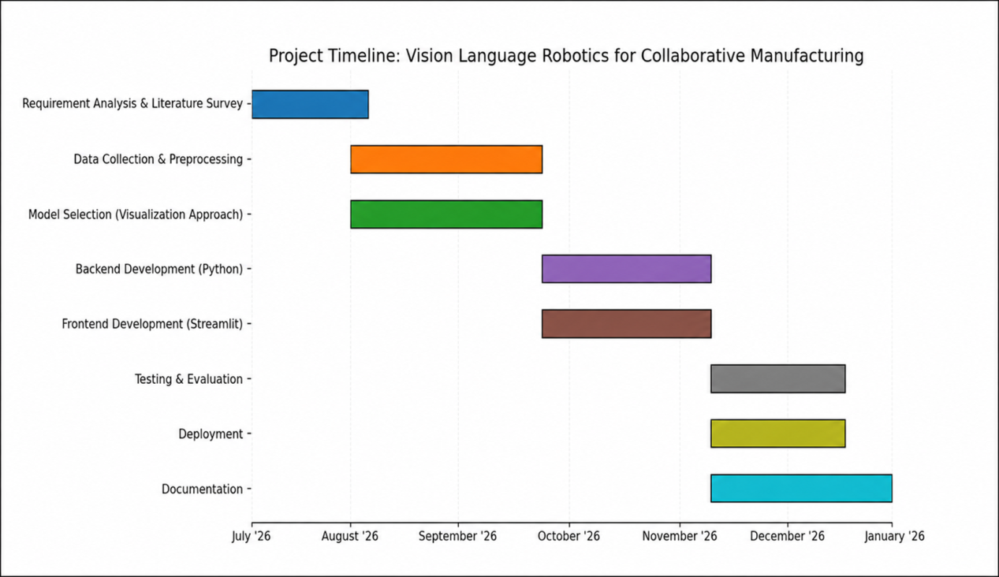 Project Timeline: Vision Language Robotics for Collaborative Manufacturing
Requirement Analysis & Literature Survey
Data Collection & Preprocessing
Model Selection (Visualization Approach)
Backend Development (Python)
Frontend Development (Streamlit)
Testing & Evaluation
Deployment
Documentation
July '26 August '26 September '26 October '26 November '26 December '26 January '26